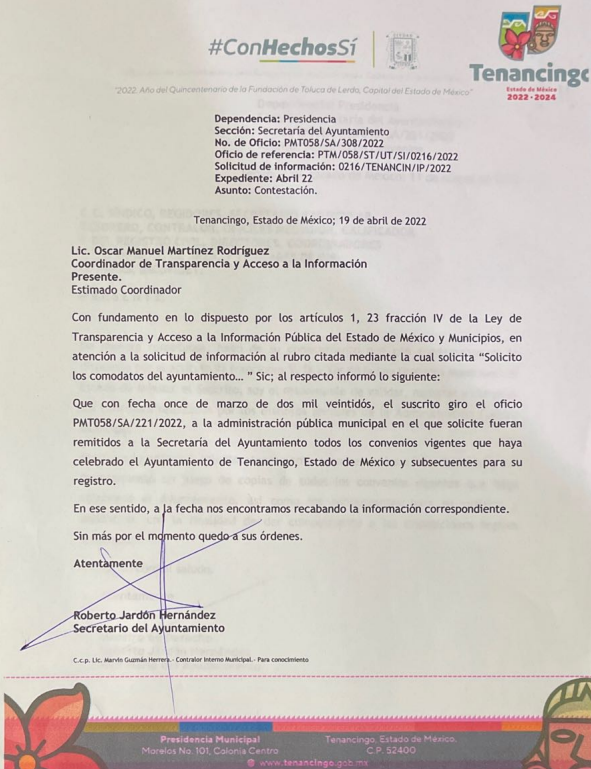 #ConHechosSí
Tenancingo
Estado de México
2022 - 2024
"2022. Año del Quincentenario de la Fundación de Toluca de Lerdo, Capital del Estado de México"
Dependencia: Presidencia
Sección: Secretaría del Ayuntamiento
No. de Oficio: PMT058/SA/308/2022
Oficio de referencia: PTM/058/ST/UT/SI/0216/2022
Solicitud de información: 0216/TENANCIN/IP/2022
Expediente: Abril 22
Asunto: Contestación.
Tenancingo, Estado de México; 19 de abril de 2022
Lic. Oscar Manuel Martínez Rodríguez
Coordinador de Transparencia y Acceso a la Información
Presente.
Estimado Coordinador
Con fundamento en lo dispuesto por los artículos 1, 23 fracción IV de la Ley de
Transparencia y Acceso a la Información Pública del Estado de México y Municipios, en
atención a la solicitud de información al rubro citada mediante la cual solicita "Solicito
los comodatos del ayuntamiento... " Sic; al respecto informó lo siguiente:
Que con fecha once de marzo de dos mil veintidós, el suscrito giro el oficio
PMT058/SA/221/2022, a la administración pública municipal en el que solicite fueran
remitidos a la Secretaría del Ayuntamiento todos los convenios vigentes que haya
celebrado el Ayuntamiento de Tenancingo, Estado de México y subsecuentes para su
registro.
En ese sentido, a la fecha nos encontramos recabando la información correspondiente.
Sin más por el momento quedo a sus órdenes.
Atentamente
Roberto Jardón Hernández
Secretario del Ayuntamiento
C.c.p. Lic. Marvin Guzmán Herrera.- Contralor Interno Municipal.- Para conocimiento
Presidencia Municipal
Morelos No. 101, Colonia Centro
Tenancingo, Estado de México.
C.P. 52400
www.tenancingo.gob.mx